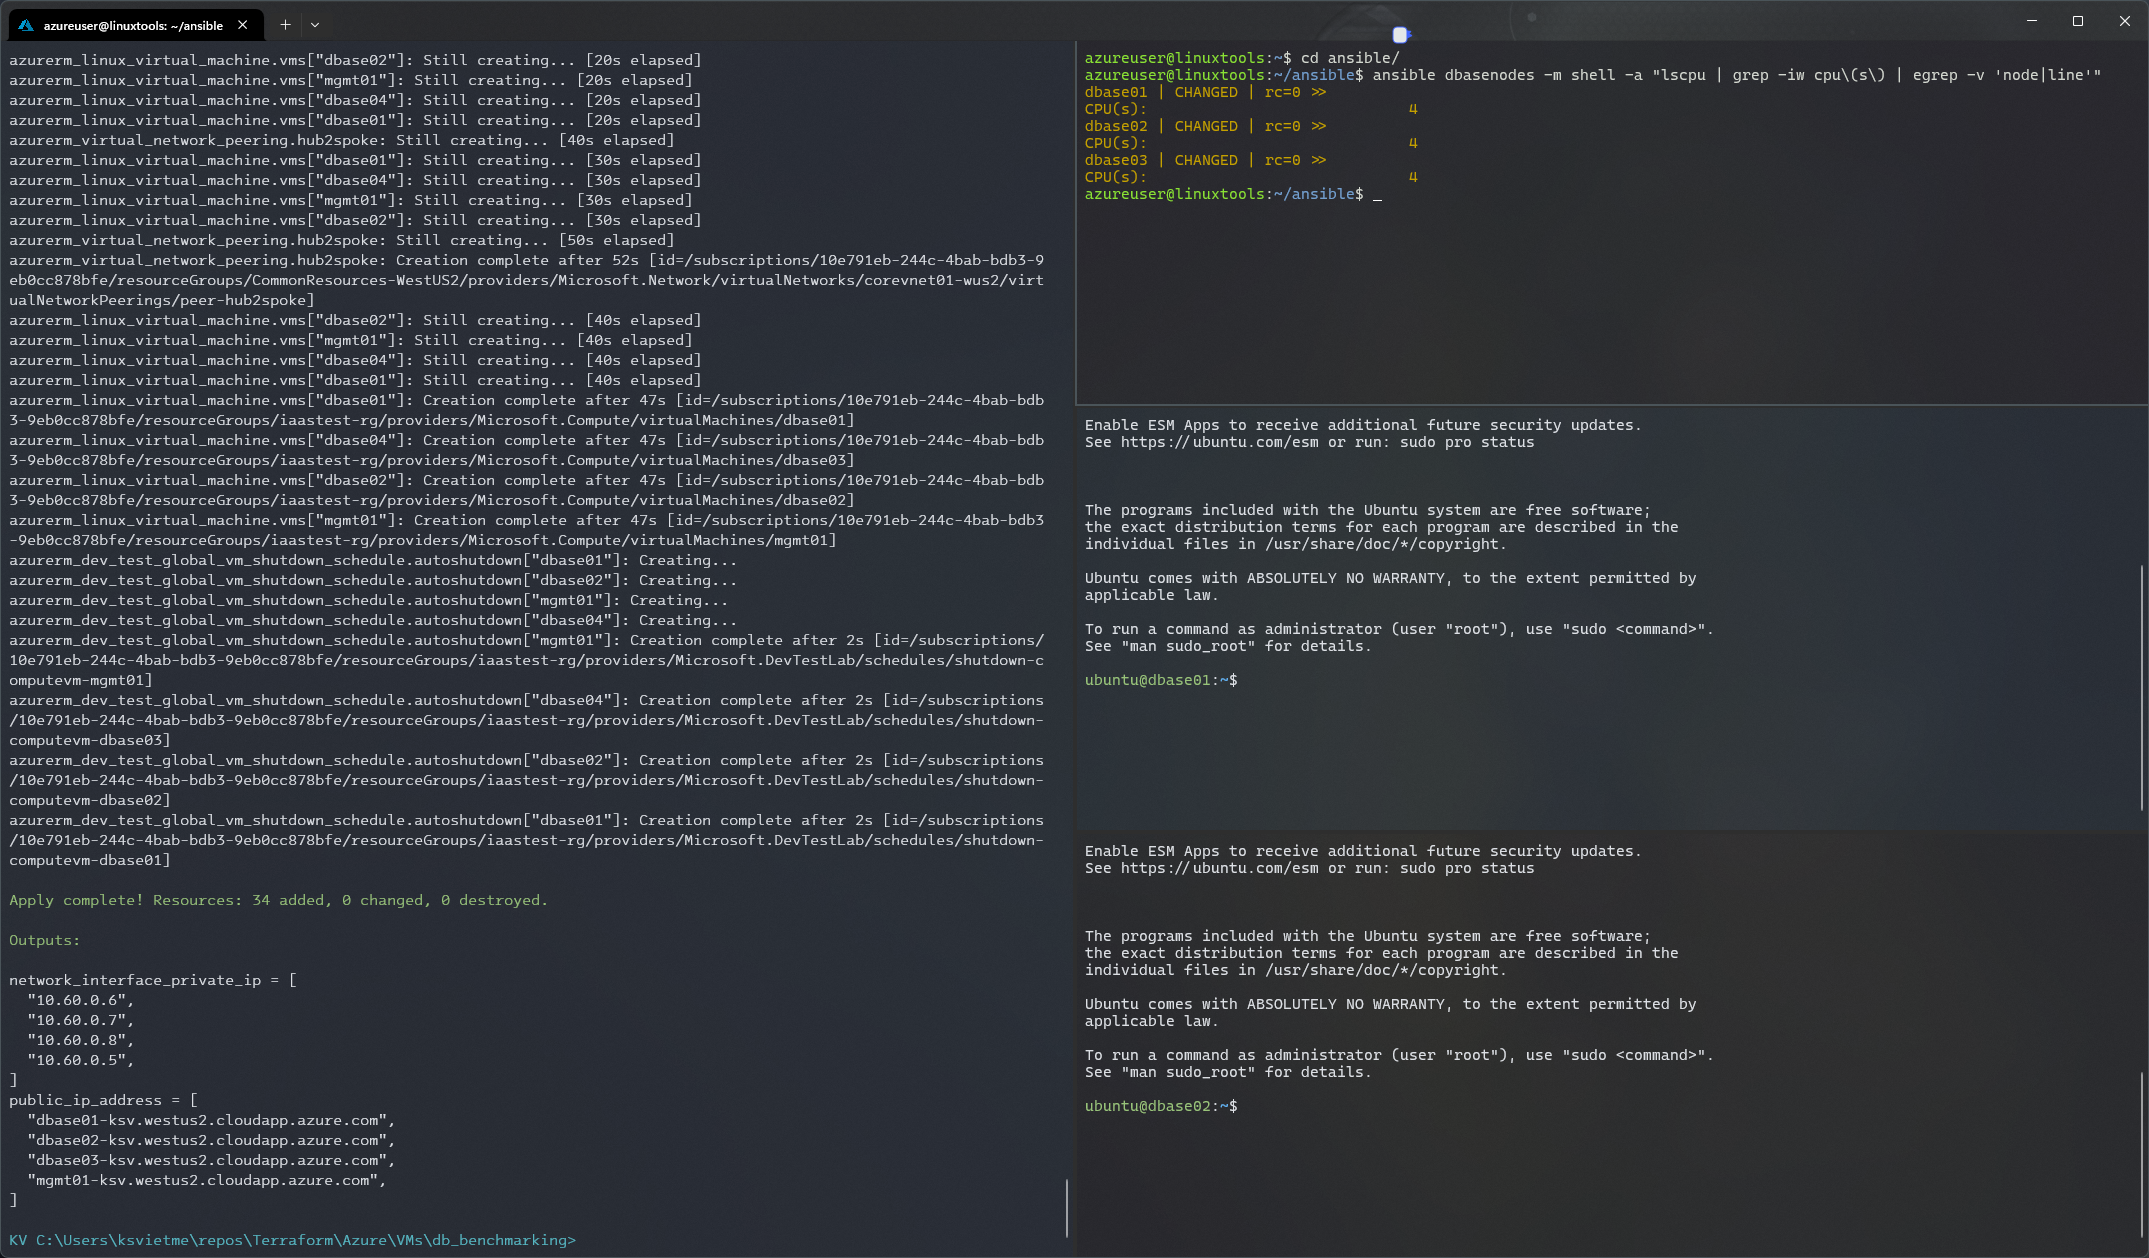 azureuser@linuxtools: ~/ansible
azurerm_linux_virtual_machine.vms["dbase02"]: Still creating... [20s elapsed]
azurerm_linux_virtual_machine.vms["mgmt01"]: Still creating... [20s elapsed]
azurerm_linux_virtual_machine.vms["dbase04"]: Still creating... [20s elapsed]
azurerm_linux_virtual_machine.vms["dbase01"]: Still creating... [20s elapsed]
azurerm_virtual_network_peering.hub2spoke: Still creating... [40s elapsed]
azurerm_linux_virtual_machine.vms["dbase01"]: Still creating... [30s elapsed]
azurerm_linux_virtual_machine.vms["dbase04"]: Still creating... [30s elapsed]
azurerm_linux_virtual_machine.vms["mgmt01"]: Still creating... [30s elapsed]
azurerm_linux_virtual_machine.vms["dbase02"]: Still creating... [30s elapsed]
azurerm_virtual_network_peering.hub2spoke: Still creating... [50s elapsed]
azurerm_virtual_network_peering.hub2spoke: Creation complete after 52s [id=/subscriptions/10e791eb-244c-4bab-bdb3-9
eb0cc878bfe/resourceGroups/CommonResources-WestUS2/providers/Microsoft.Network/virtualNetworks/corevnet01-wus2/virt
ualNetworkPeerings/peer-hub2spoke]
azurerm_linux_virtual_machine.vms["dbase02"]: Still creating... [40s elapsed]
azurerm_linux_virtual_machine.vms["mgmt01"]: Still creating... [40s elapsed]
azurerm_linux_virtual_machine.vms["dbase04"]: Still creating... [40s elapsed]
azurerm_linux_virtual_machine.vms["dbase01"]: Still creating... [40s elapsed]
azurerm_linux_virtual_machine.vms["dbase01"]: Creation complete after 47s [id=/subscriptions/10e791eb-244c-4bab-bdb
3-9eb0cc878bfe/resourceGroups/iaastest-rg/providers/Microsoft.Compute/virtualMachines/dbase01]
azurerm_linux_virtual_machine.vms["dbase04"]: Creation complete after 47s [id=/subscriptions/10e791eb-244c-4bab-bdb
3-9eb0cc878bfe/resourceGroups/iaastest-rg/providers/Microsoft.Compute/virtualMachines/dbase03]
azurerm_linux_virtual_machine.vms["dbase02"]: Creation complete after 47s [id=/subscriptions/10e791eb-244c-4bab-bdb
3-9eb0cc878bfe/resourceGroups/iaastest-rg/providers/Microsoft.Compute/virtualMachines/dbase02]
azurerm_linux_virtual_machine.vms["mgmt01"]: Creation complete after 47s [id=/subscriptions/10e791eb-244c-4bab-bdb3
-9eb0cc878bfe/resourceGroups/iaastest-rg/providers/Microsoft.Compute/virtualMachines/mgmt01]
azurerm_dev_test_global_vm_shutdown_schedule.autoshutdown["dbase01"]: Creating...
azurerm_dev_test_global_vm_shutdown_schedule.autoshutdown["dbase02"]: Creating...
azurerm_dev_test_global_vm_shutdown_schedule.autoshutdown["mgmt01"]: Creating...
azurerm_dev_test_global_vm_shutdown_schedule.autoshutdown["dbase04"]: Creating...
azurerm_dev_test_global_vm_shutdown_schedule.autoshutdown["mgmt01"]: Creation complete after 2s [id=/subscriptions/
10e791eb-244c-4bab-bdb3-9eb0cc878bfe/resourceGroups/iaastest-rg/providers/Microsoft.DevTestLab/schedules/shutdown-c
omputevm-mgmt01]
azurerm_dev_test_global_vm_shutdown_schedule.autoshutdown["dbase04"]: Creation complete after 2s [id=/subscriptions
/10e791eb-244c-4bab-bdb3-9eb0cc878bfe/resourceGroups/iaastest-rg/providers/Microsoft.DevTestLab/schedules/shutdown-
computevm-dbase03]
azurerm_dev_test_global_vm_shutdown_schedule.autoshutdown["dbase02"]: Creation complete after 2s [id=/subscriptions
/10e791eb-244c-4bab-bdb3-9eb0cc878bfe/resourceGroups/iaastest-rg/providers/Microsoft.DevTestLab/schedules/shutdown-
computevm-dbase02]
azurerm_dev_test_global_vm_shutdown_schedule.autoshutdown["dbase01"]: Creation complete after 2s [id=/subscriptions
/10e791eb-244c-4bab-bdb3-9eb0cc878bfe/resourceGroups/iaastest-rg/providers/Microsoft.DevTestLab/schedules/shutdown-
computevm-dbase01]
Apply complete! Resources: 34 added, 0 changed, 0 destroyed.
Outputs:
network_interface_private_ip = [
"10.60.0.6",
"10.60.0.7",
"10.60.0.8",
"10.60.0.5",
]
public_ip_address = [
"dbase01-ksv.westus2.cloudapp.azure.com",
"dbase02-ksv.westus2.cloudapp.azure.com",
"dbase03-ksv.westus2.cloudapp.azure.com",
"mgmt01-ksv.westus2.cloudapp.azure.com",
]
KV C:\Users\ksvietme\repos\Terraform\Azure\VMs\db_benchmarking>
azureuser@linuxtools:~$ cd ansible/
azureuser@linuxtools:~/ansible$ ansible dbasenodes -m shell -a "lscpu | grep -iw cpu\(s\) | egrep -v 'node|line'"
dbase01 | CHANGED | rc=0 >>
CPU(s): 4
dbase02 | CHANGED | rc=0 >>
CPU(s): 4
dbase03 | CHANGED | rc=0 >>
CPU(s): 4
azureuser@linuxtools:~/ansible$ _
Enable ESM Apps to receive additional future security updates.
See https://ubuntu.com/esm or run: sudo pro status
The programs included with the Ubuntu system are free software;
the exact distribution terms for each program are described in the
individual files in /usr/share/doc/*/copyright.
Ubuntu comes with ABSOLUTELY NO WARRANTY, to the extent permitted by
applicable law.
To run a command as administrator (user "root"), use "sudo <command>".
See "man sudo_root" for details.
ubuntu@dbase01:~$
Enable ESM Apps to receive additional future security updates.
See https://ubuntu.com/esm or run: sudo pro status
The programs included with the Ubuntu system are free software;
the exact distribution terms for each program are described in the
individual files in /usr/share/doc/*/copyright.
Ubuntu comes with ABSOLUTELY NO WARRANTY, to the extent permitted by
applicable law.
To run a command as administrator (user "root"), use "sudo <command>".
See "man sudo_root" for details.
ubuntu@dbase02:~$